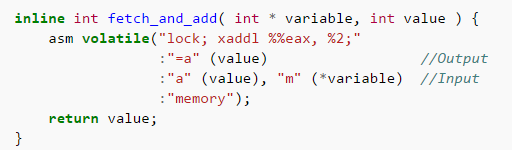 inline int fetch_and_add( int * variable, int value ) {
    asm volatile("lock; xaddl %%eax, %2;"
                 :"=a" (value)                  //Output
                 :"a" (value), "m" (*variable)  //Input
                 :"memory");
    return value;
}